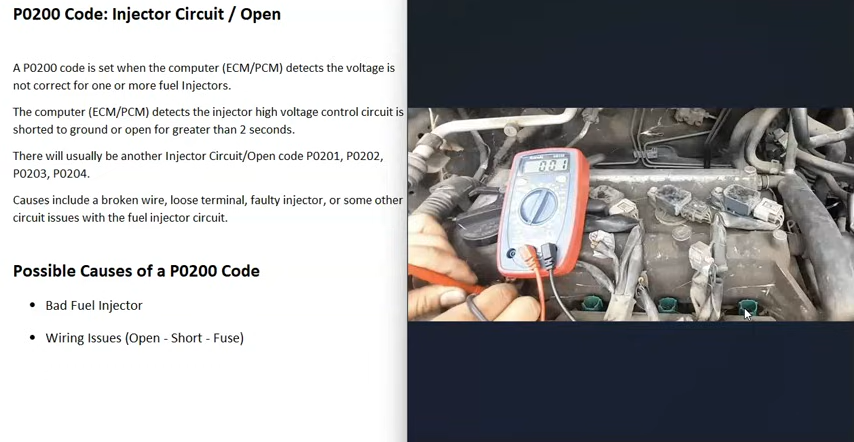 P0200 Code: Injector Circuit / Open
A P0200 code is set when the computer (ECM/PCM) detects the voltage is
not correct for one or more fuel Injectors.
The computer (ECM/PCM) detects the injector high voltage control circuit is
shorted to ground or open for greater than 2 seconds.
There will usually be another Injector Circuit/Open code P0201, P0202,
P0203, P0204.
Causes include a broken wire, loose terminal, faulty injector, or some other
circuit issues with the fuel injector circuit.
Possible Causes of a P0200 Code
• Bad Fuel Injector
• Wiring Issues (Open - Short - Fuse)